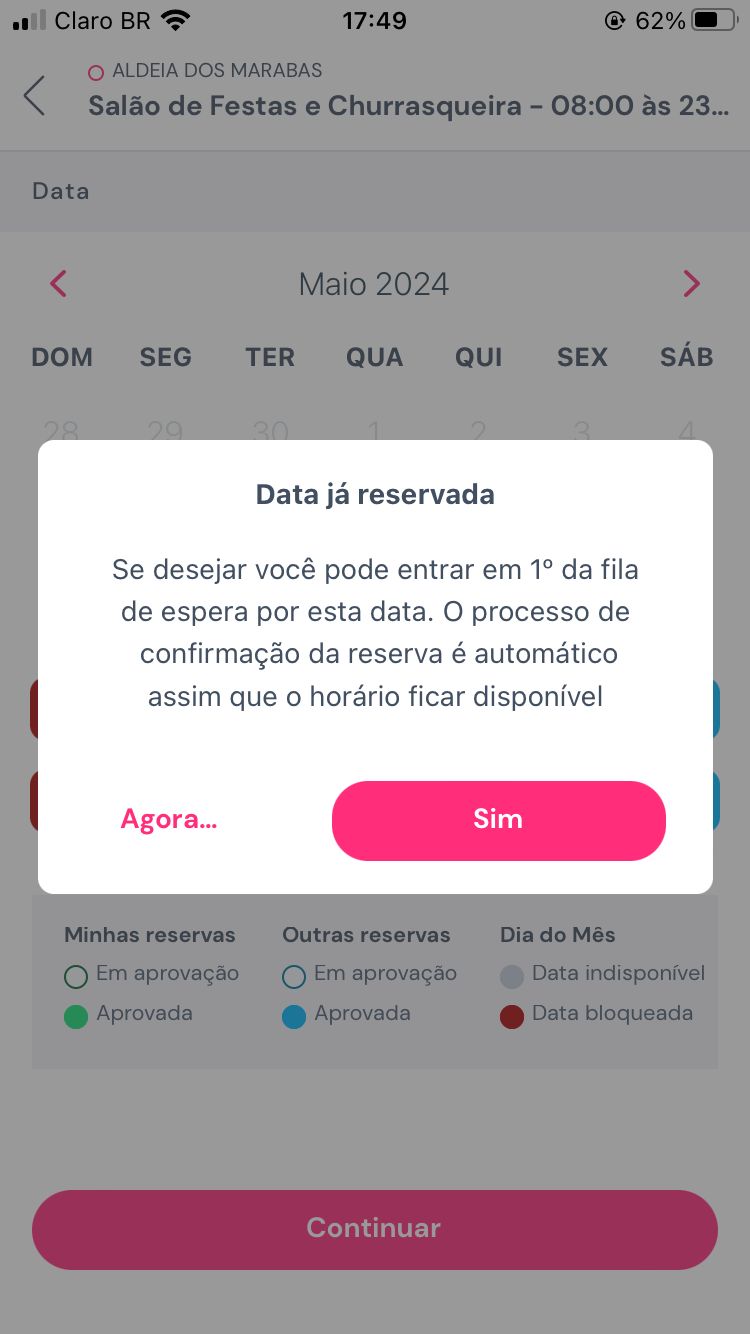 Claro BR 17:49 62%
ALDEIA DOS MARABAS
Salão de Festas e Churrasqueira - 08:00 às 23...
Data
Maio 2024
DOM SEG TER QUA QUI SEX SÁB
28 29 30 1 2 3 4
Data já reservada
Se desejar você pode entrar em 1º da fila
de espera por esta data. O processo de
confirmação da reserva é automático
assim que o horário ficar disponível
Agora... Sim
Minhas reservas Outras reservas Dia do Mês
Em aprovação Em aprovação Data indisponível
Aprovada Aprovada Data bloqueada
Continuar